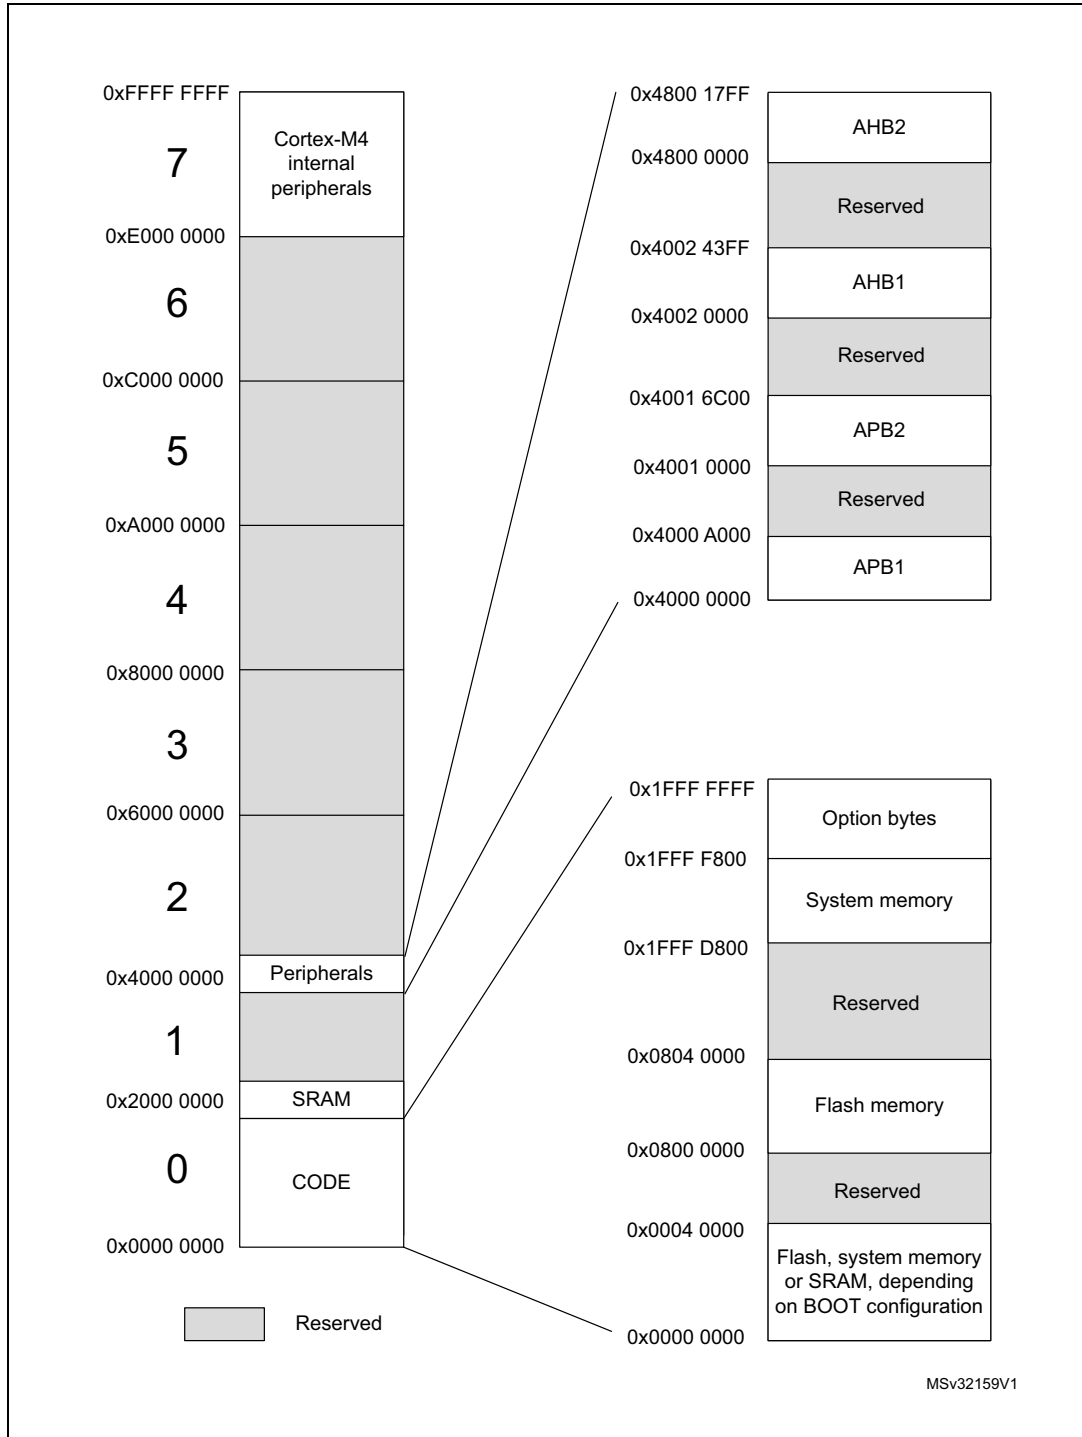 0xFFFF FFFF
7
Cortex-M4
internal
peripherals
0xE000 0000
6
0xC000 0000
5
0xA000 0000
4
0x8000 0000
3
0x6000 0000
2
0x4000 0000
Peripherals
1
0x2000 0000
SRAM
0
CODE
0x0000 0000
Reserved
0x4800 17FF
AHB2
0x4800 0000
Reserved
0x4002 43FF
AHB1
0x4002 0000
Reserved
0x4001 6C00
APB2
0x4001 0000
Reserved
0x4000 A000
APB1
0x4000 0000
0x1FFF FFFF
Option bytes
0x1FFF F800
System memory
0x1FFF D800
Reserved
0x0804 0000
Flash memory
0x0800 0000
Reserved
0x0004 0000
Flash, system memory
or SRAM, depending
on BOOT configuration
0x0000 0000
MSv32159V1